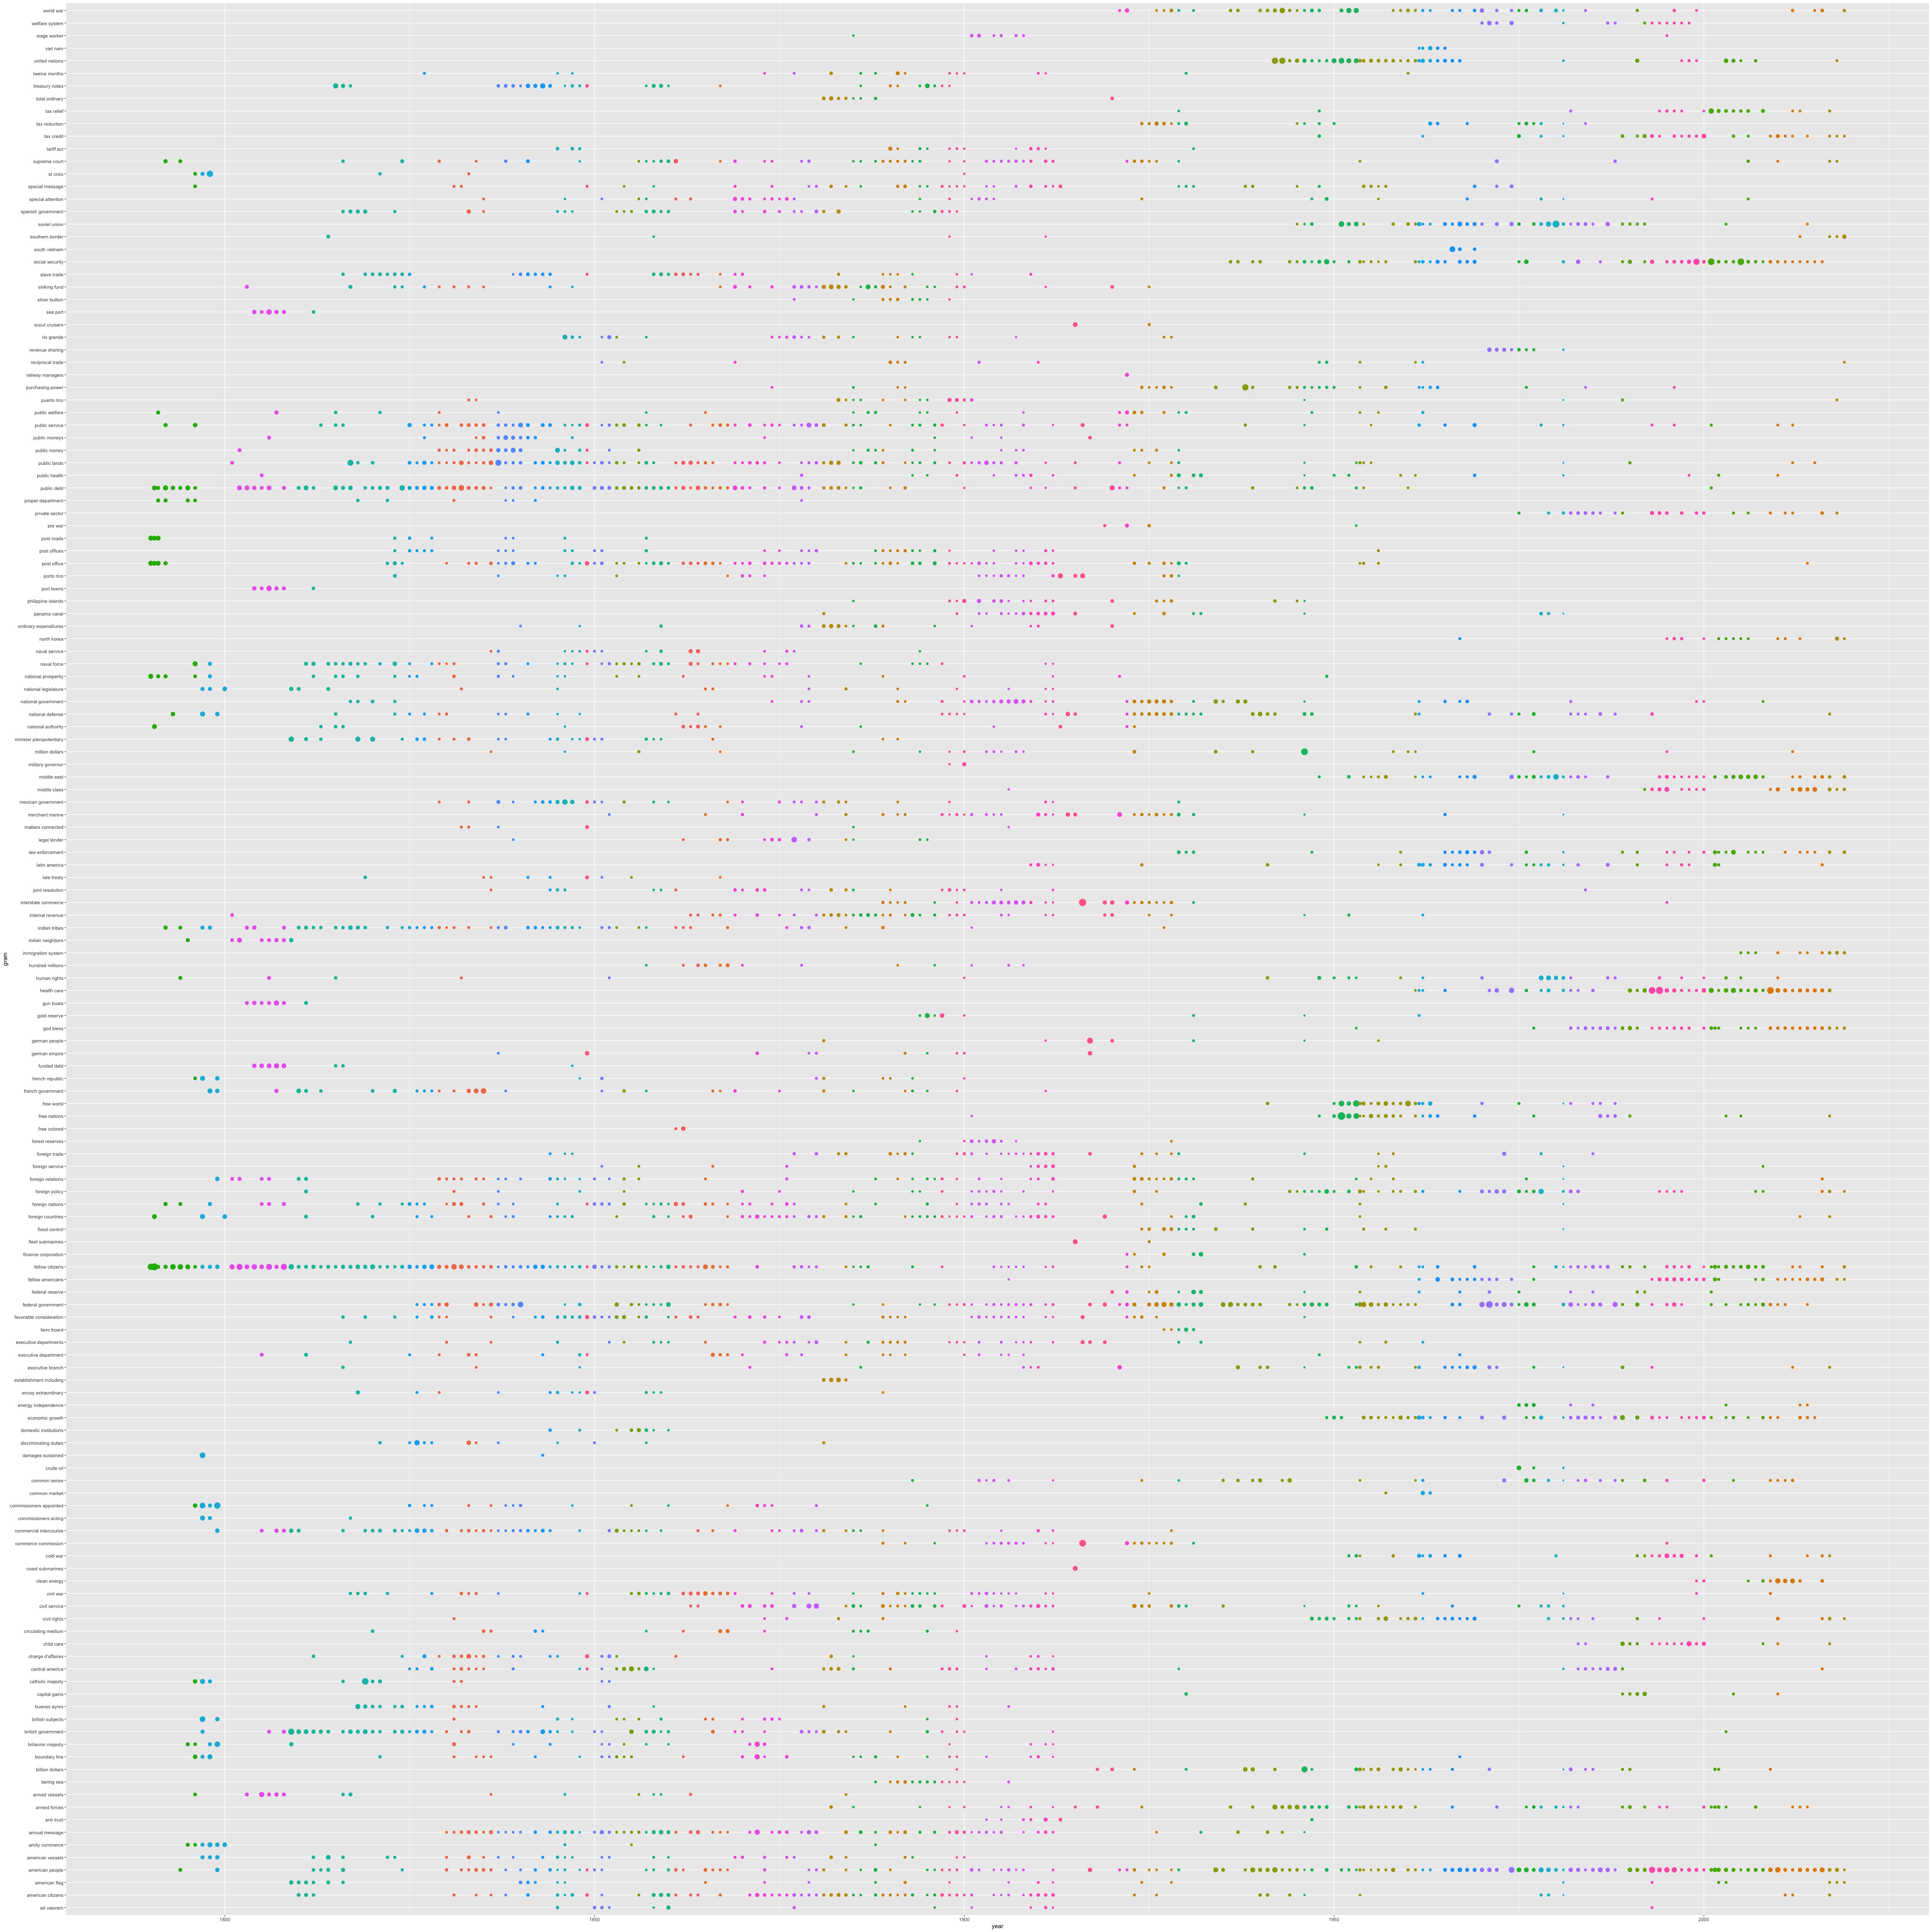 world war
welfare system
wage worker
viet nam
united nations
twelve months
treasury notes
total ordinary
tax relief
tax reduction
tax credit
tariff act
supreme court
st croix
special message
special attention
spanish government
soviet union
southern border
south vietnam
social security
slave trade
sinking fund
silver bullion
sea port
scout cruisers
rio grande
revenue sharing
reciprocal trade
railway managers
purchasing power
puerto rico
public welfare
public service
public moneys
public money
public lands
public health
public debt
proper department
private sector
pre war
post roads
post offices
post office
porto rico
port towns
philippine islands
panama canal
ordinary expenditures
north korea
naval service
naval force
national prosperity
national legislature
national government
national defense
national authority
minister plenipotentiary
million dollars
military governor
middle east
middle class
mexican government
merchant marine
matters connected
legal tender
law enforcement
latin america
late treaty
joint resolution
interstate commerce
internal revenue
indian tribes
indian neighbors
immigration system
hundred millions
human rights
health care
gun boats
gold reserve
god bless
german people
german empire
funded debt
french republic
french government
free world
free nations
free colored
forest reserves
foreign trade
foreign service
foreign relations
foreign policy
foreign nations
foreign countries
flood control
fleet submarines
finance corporation
fellow citizens
fellow americans
federal reserve
federal government
favorable consideration
farm board
executive departments
executive department
executive branch
establishment including
envoy extraordinary
energy independence
economic growth
domestic institutions
discriminating duties
damages sustained
crude oil
common sense
common market
commissioners appointed
commissioners acting
commercial intercourse
commerce commission
cold war
coast submarines
clean energy
civil war
civil service
civil rights
circulating medium
child care
charge d'affaires
central america
catholic majesty
capital gains
buenos ayres
british subjects
british government
britannic majesty
boundary line
billion dollars
bering sea
armed vessels
armed forces
anti trust
annual message
amity commerce
american vessels
american people
american flag
american citizens
ad valorem
gram
1800
1850
1900
1950
2000
year